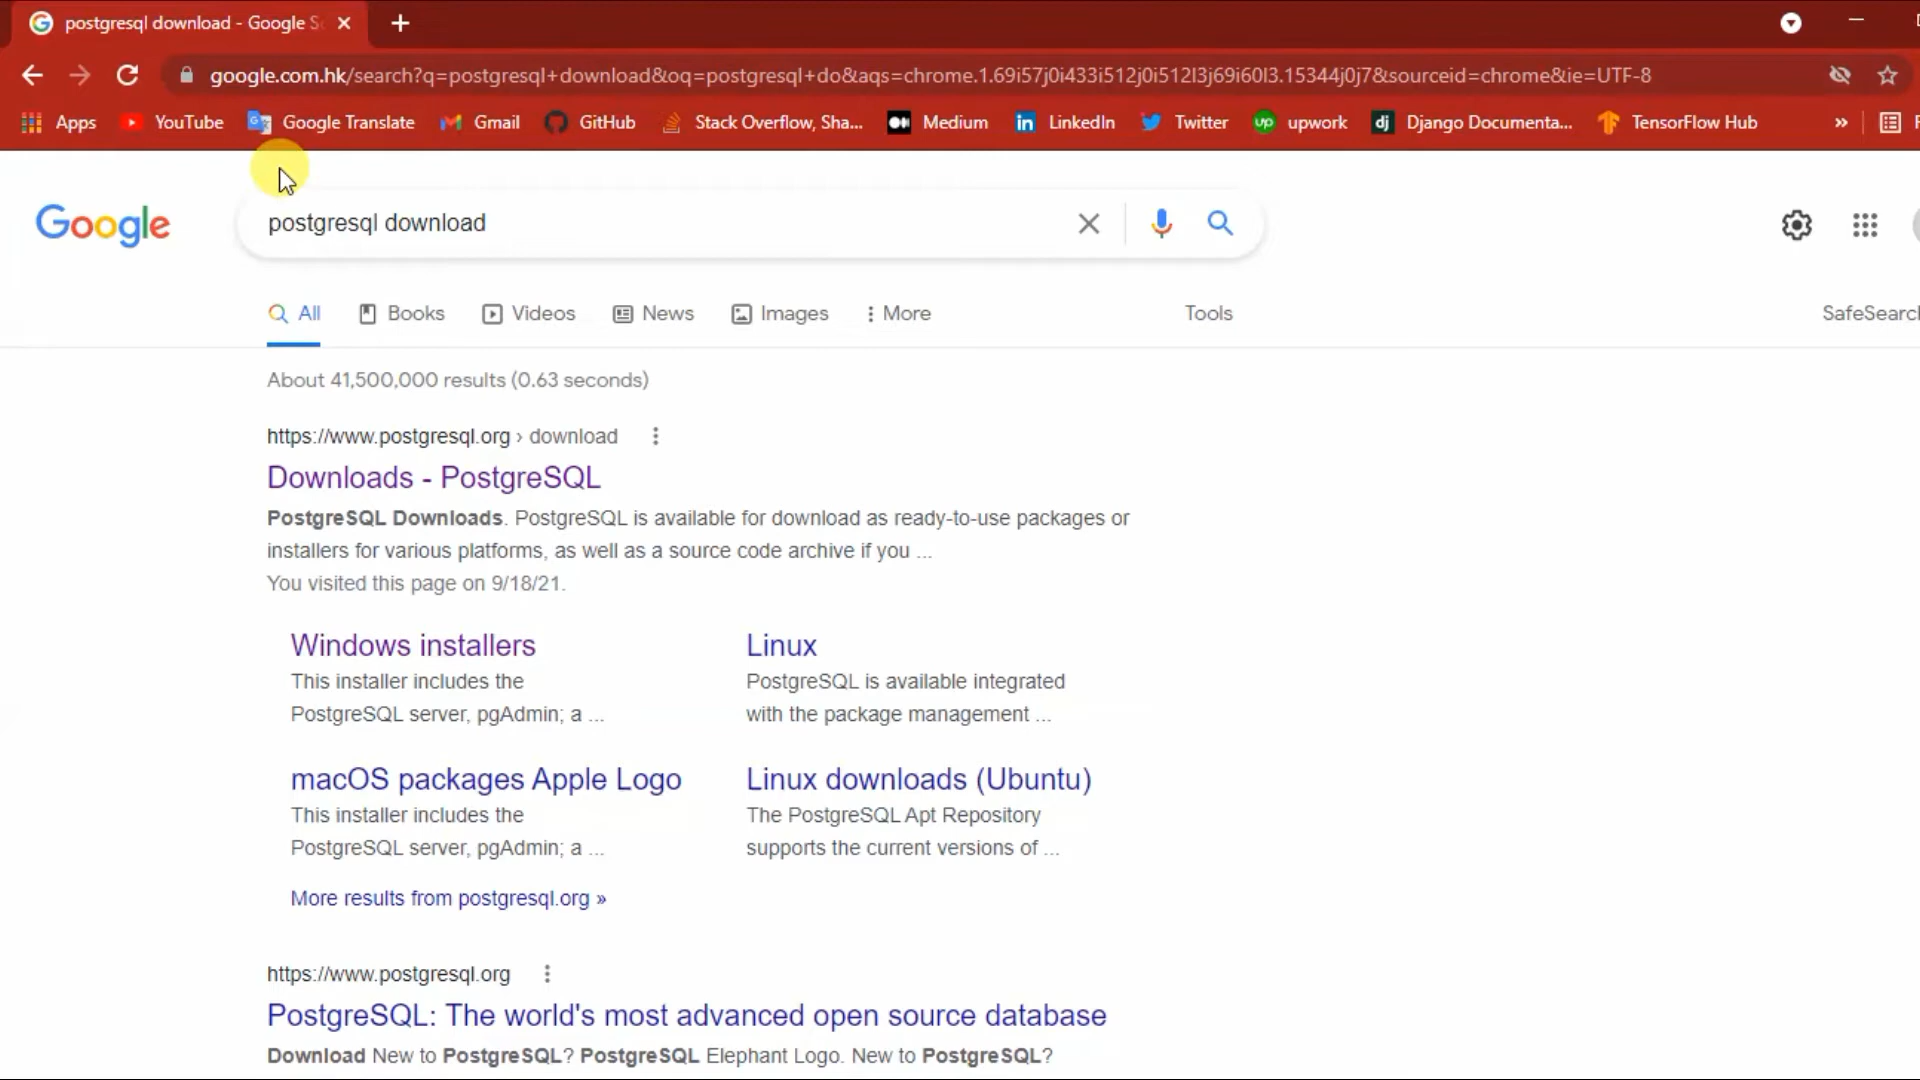 postgresql download - Google S
google.com.hk/search?q=postgresql+download&oq=postgresql+do&aqs=chrome.1.69i57j0i433i512j0i512l3j69i60l3.15344j0j7&sourceid=chrome&ie=UTF-8
Apps YouTube Google Translate Gmail GitHub Stack Overflow, Sha... Medium LinkedIn Twitter upwork Django Documenta... TensorFlow Hub »
Google
postgresql download
All Books Videos News Images More Tools SafeSearch
About 41,500,000 results (0.63 seconds)
https://www.postgresql.org › download
Downloads - PostgreSQL
PostgreSQL Downloads. PostgreSQL is available for download as ready-to-use packages or
installers for various platforms, as well as a source code archive if you ...
You visited this page on 9/18/21.
Windows installers
This installer includes the
PostgreSQL server, pgAdmin; a ...
Linux
PostgreSQL is available integrated
with the package management ...
macOS packages Apple Logo
This installer includes the
PostgreSQL server, pgAdmin; a ...
Linux downloads (Ubuntu)
The PostgreSQL Apt Repository
supports the current versions of ...
More results from postgresql.org »
https://www.postgresql.org
PostgreSQL: The world's most advanced open source database
Download New to PostgreSQL? PostgreSQL Elephant Logo. New to PostgreSQL?